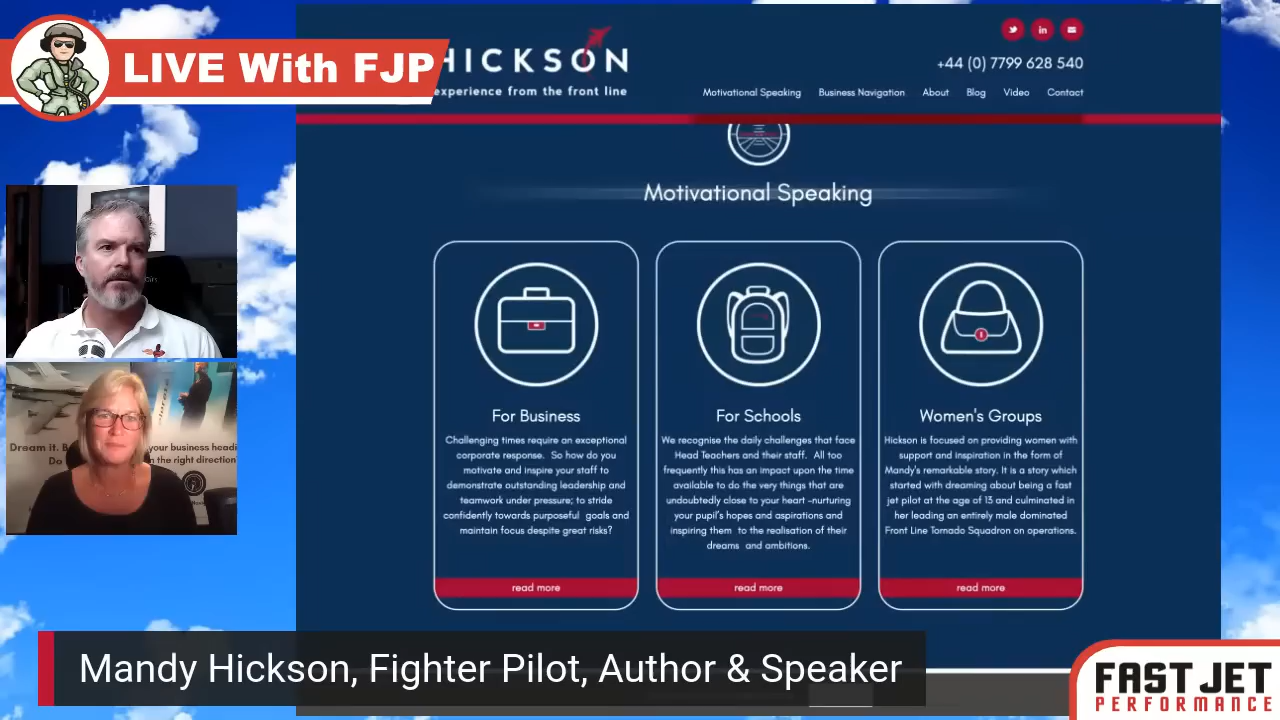 LIVE With FJP
HICKSON
experience from the front line
+44 (0) 7799 628 540
Motivational Speaking
Business Navigation
About
Blog
Video
Contact
Motivational Speaking
For Business
Challenging times require an exceptional
corporate response. So how do you
motivate and inspire your staff to
demonstrate outstanding leadership and
teamwork under pressure; to stride
confidently towards purposeful goals and
maintain focus despite great risks?
read more
For Schools
We recognise the daily challenges that face
Head Teachers and their staff. All too
frequently this has an impact upon the time
available to do the very things that are
undoubtedly close to your heart -nurturing
your pupil's hopes and aspirations and
inspiring them to the realisation of their
dreams and ambitions.
read more
Women's Groups
Hickson is focused on providing women with
support and inspiration in the form of
Mandy's remarkable story. It is a story which
started with dreaming about being a fast
jet pilot at the age of 13 and culminated in
her leading an entirely male dominated
Front Line Tornado Squadron on operations.
read more
Dream it.
Do
your business headi
in the right direction
Mandy Hickson, Fighter Pilot, Author & Speaker
FAST JET
PERFORMANCE